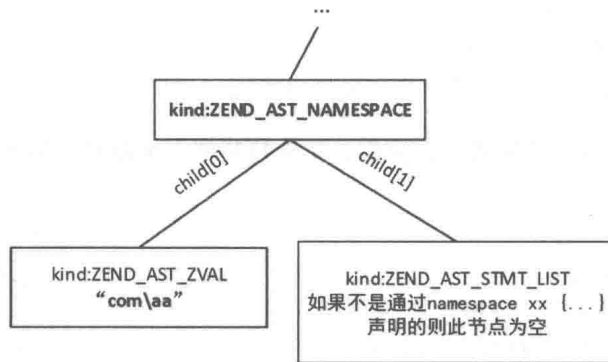 ...
kind:ZEND_AST_NAMESPACE
child[0]
child[1]
kind:ZEND_AST_ZVAL
“com\aa”
kind:ZEND_AST_STMT_LIST
如果不是通过namespace xx {...}
声明的则此节点为空